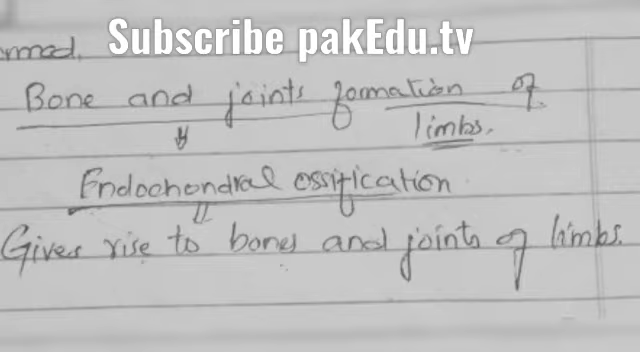 Subscribe pakEdu.tv
ormed.
Bone and joints formation of
limbs.
Endochondral ossification
Gives rise to bones and joints of limbs.